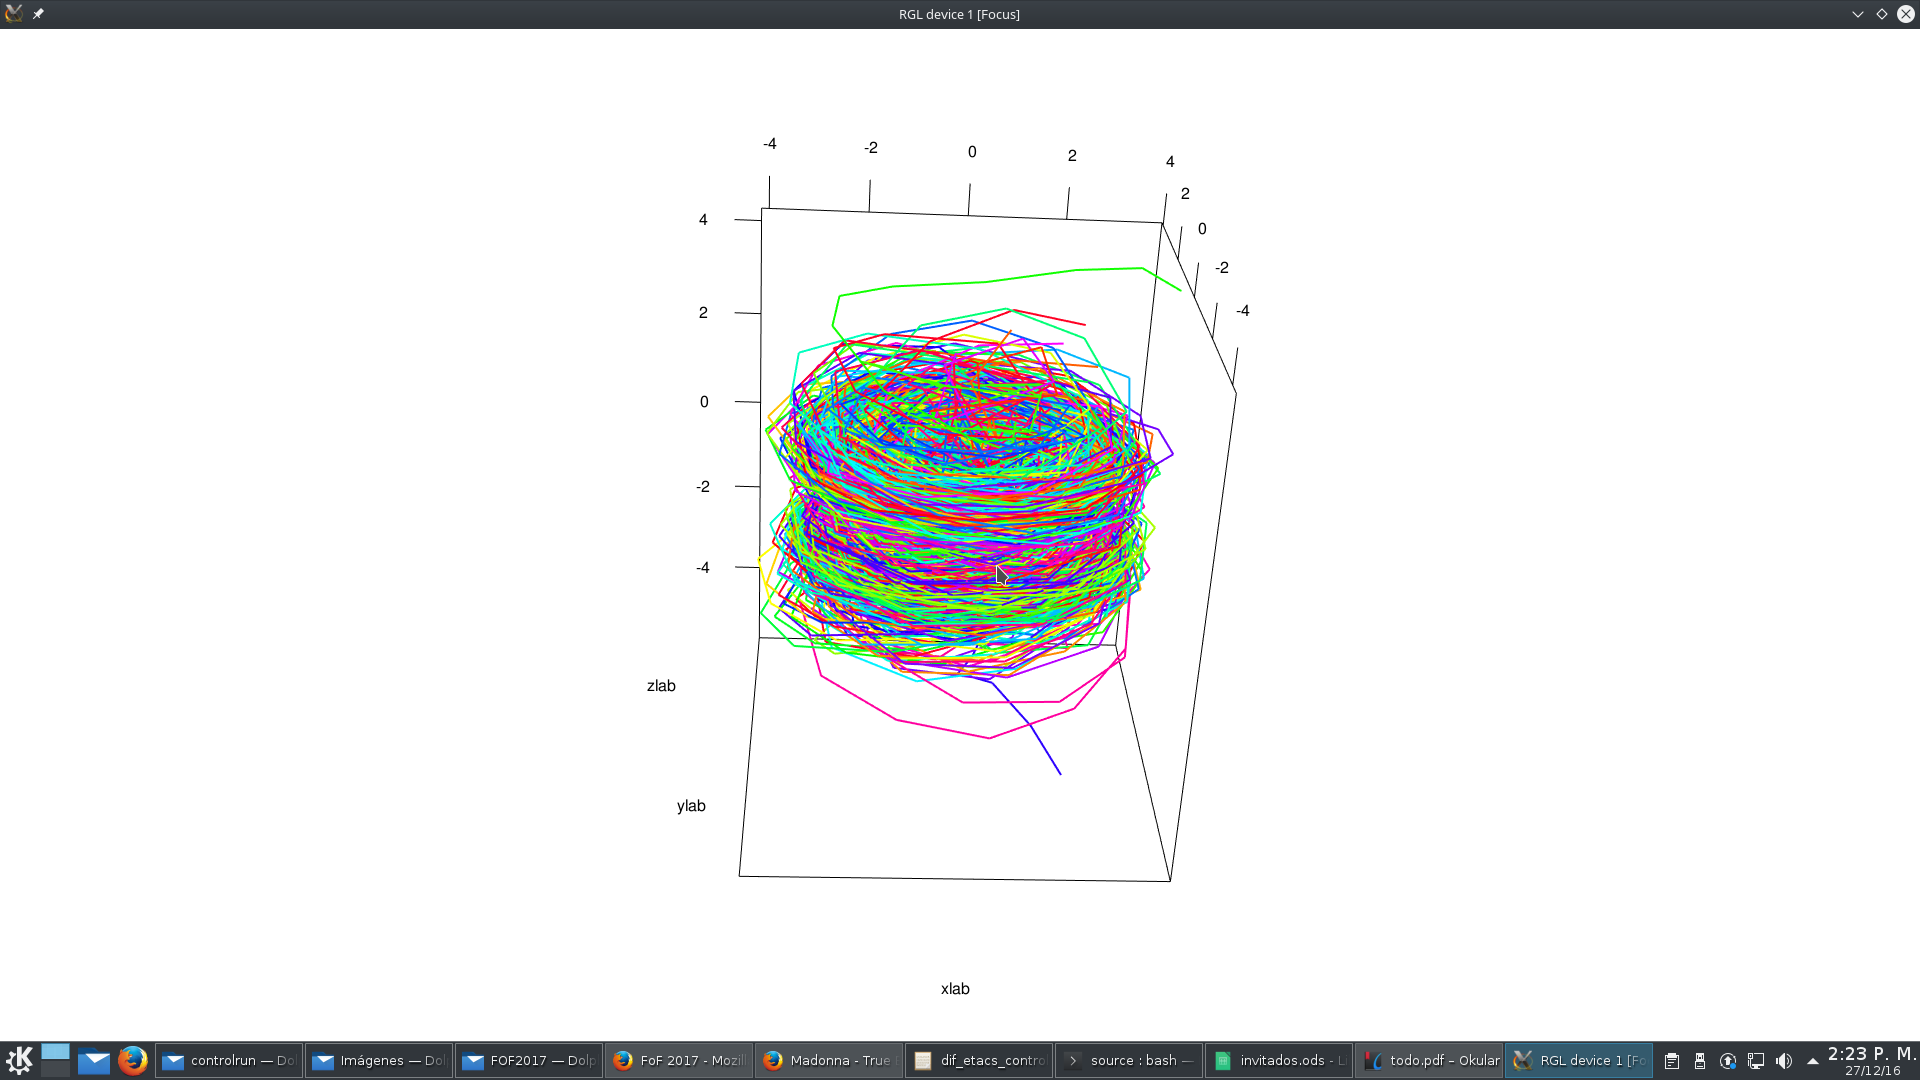 RGL device 1 [Focus]
-4 -2 0 2 4
2
0
-2
-4
4
2
0
-2
-4
zlab
ylab
xlab
controlrun — Do
Imágenes — Do
FOF2017 — Dolp
FoF 2017 - Mozil
Madonna - True
dif_etacs_contro
source : bash —
invitados.ods - L
todo.pdf – Okular
RGL device 1 [Fo
2:23 P. M.
27/12/16